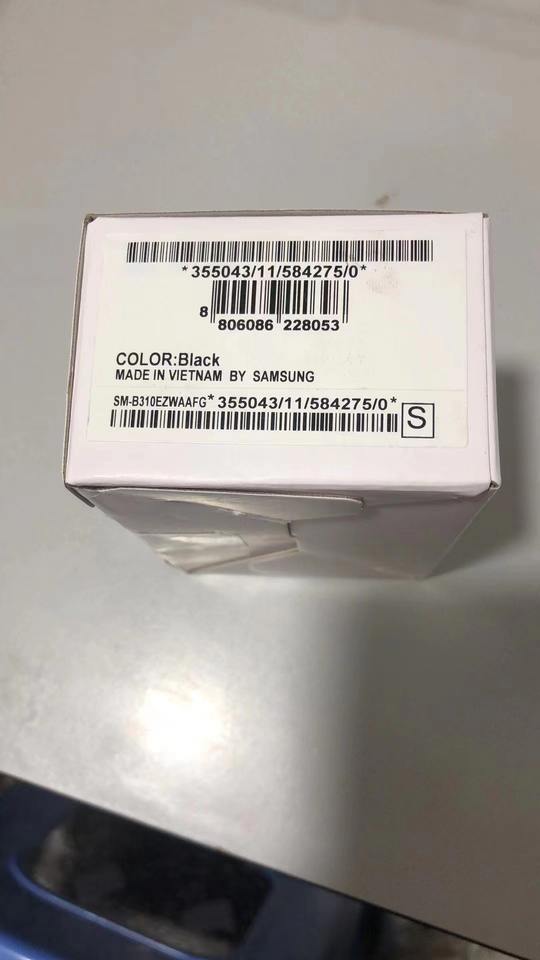 *355043/11/584275/0*
8 806086 228053
COLOR:Black
MADE IN VIETNAM BY SAMSUNG
SM-B310EZWAAFG*355043/11/584275/0*
S